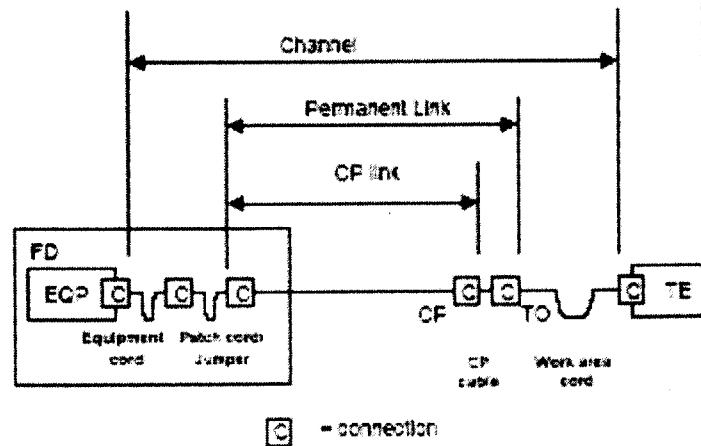 Channel
Permanent Link
CP link
FD
EQP C C C C C C TE
CP TO
Equipment cord
Patch cord/ Jumper
CP cable
Work area cord
C = connection